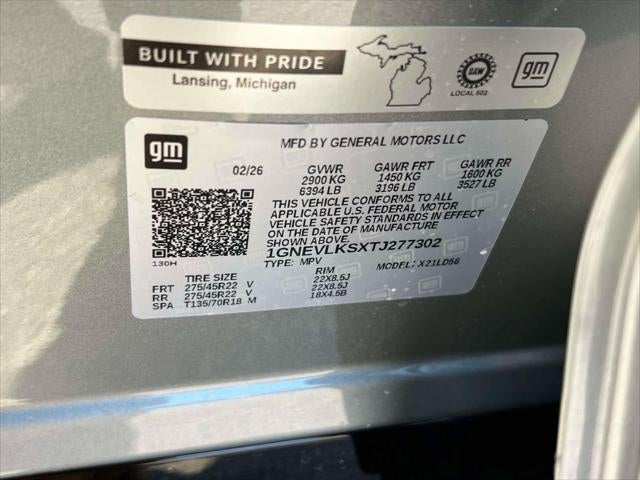 BUILT WITH PRIDE
Lansing, Michigan
UAW
LOCAL 602
gm
gm
MFD BY GENERAL MOTORS LLC
02/26 GVWR GAWR FRT GAWR RR
2900 KG 1450 KG 1600 KG
6394 LB 3196 LB 3527 LB
THIS VEHICLE CONFORMS TO ALL
APPLICABLE U.S. FEDERAL MOTOR
VEHICLE SAFETY STANDARDS IN EFFECT
ON THE DATE OF MANUFACTURE
SHOWN ABOVE.
1GNEVLKSXTJ277302
130H
TYPE: MPV MODEL: X21LD56
TIRE SIZE RIM
FRT 275/45R22 V 22X8.5J
RR 275/45R22 V 22X8.5J
SPA T135/70R18 M 18X4.5B